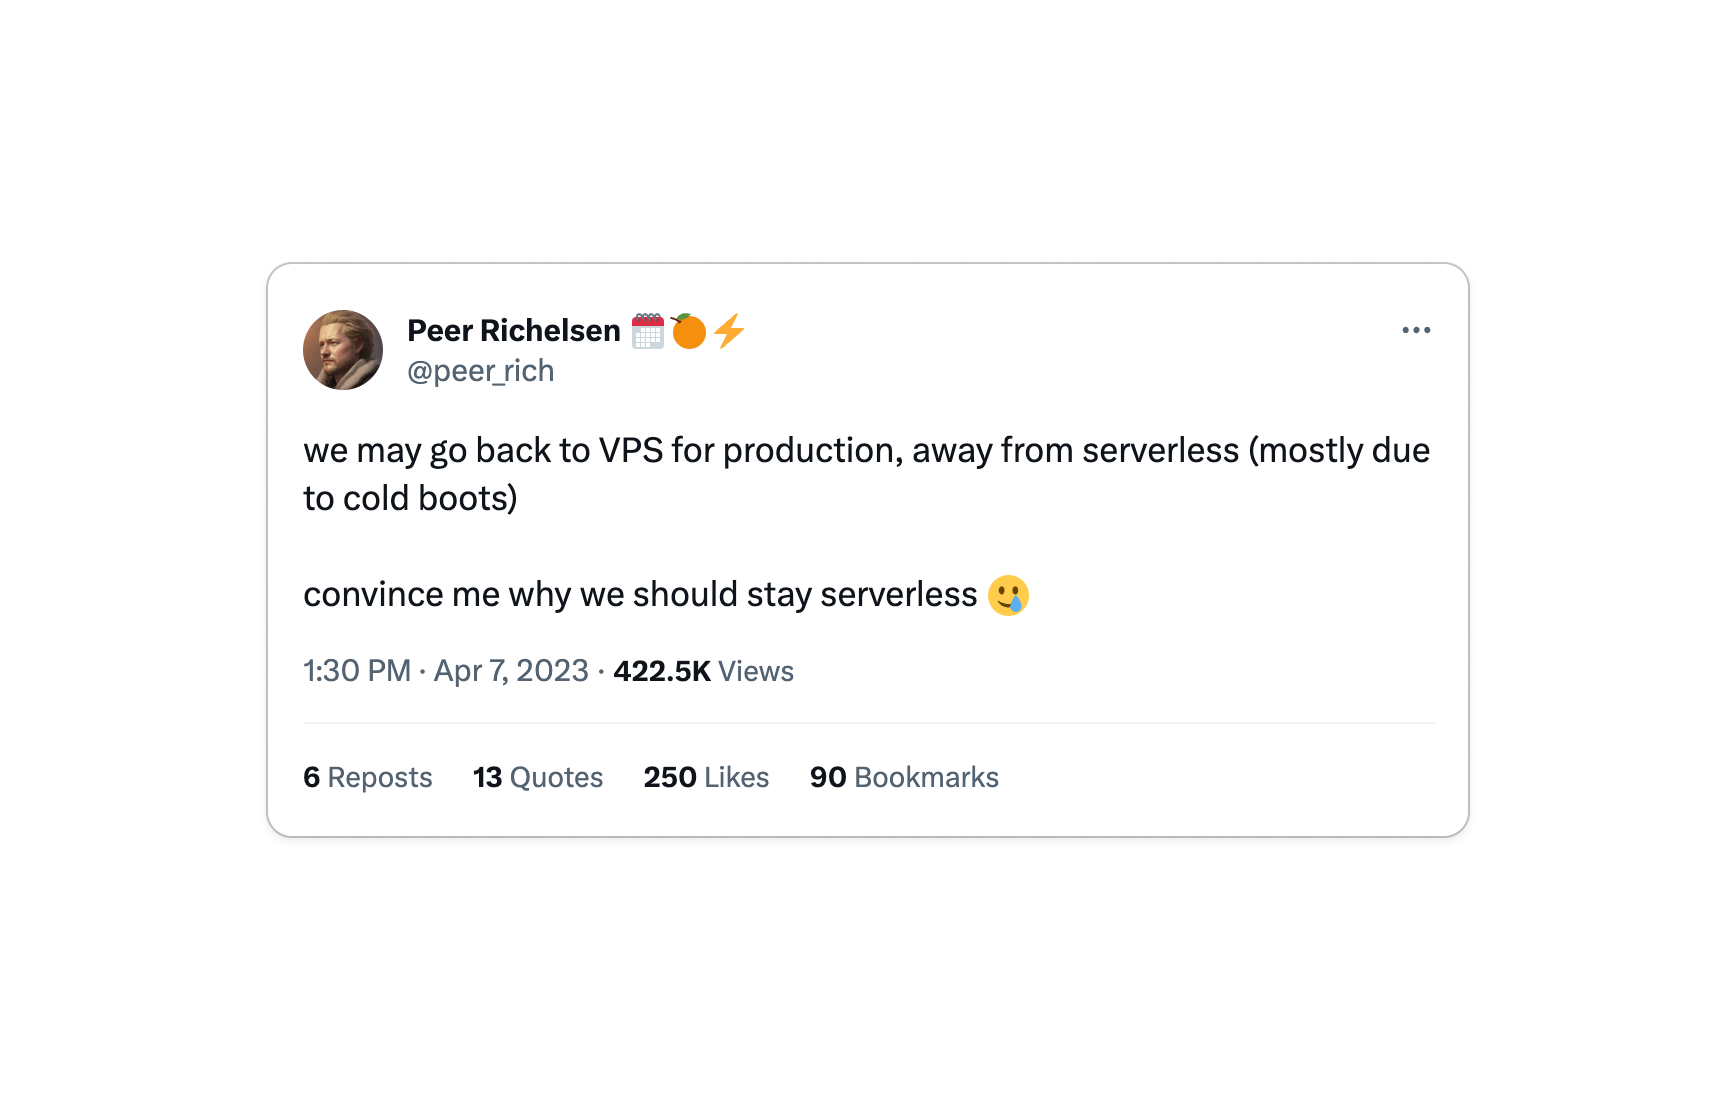 Peer Richelsen 🗓️🍊⚡
@peer_rich
we may go back to VPS for production, away from serverless (mostly due
to cold boots)
convince me why we should stay serverless 🥲
1:30 PM · Apr 7, 2023 · 422.5K Views
6 Reposts 13 Quotes 250 Likes 90 Bookmarks